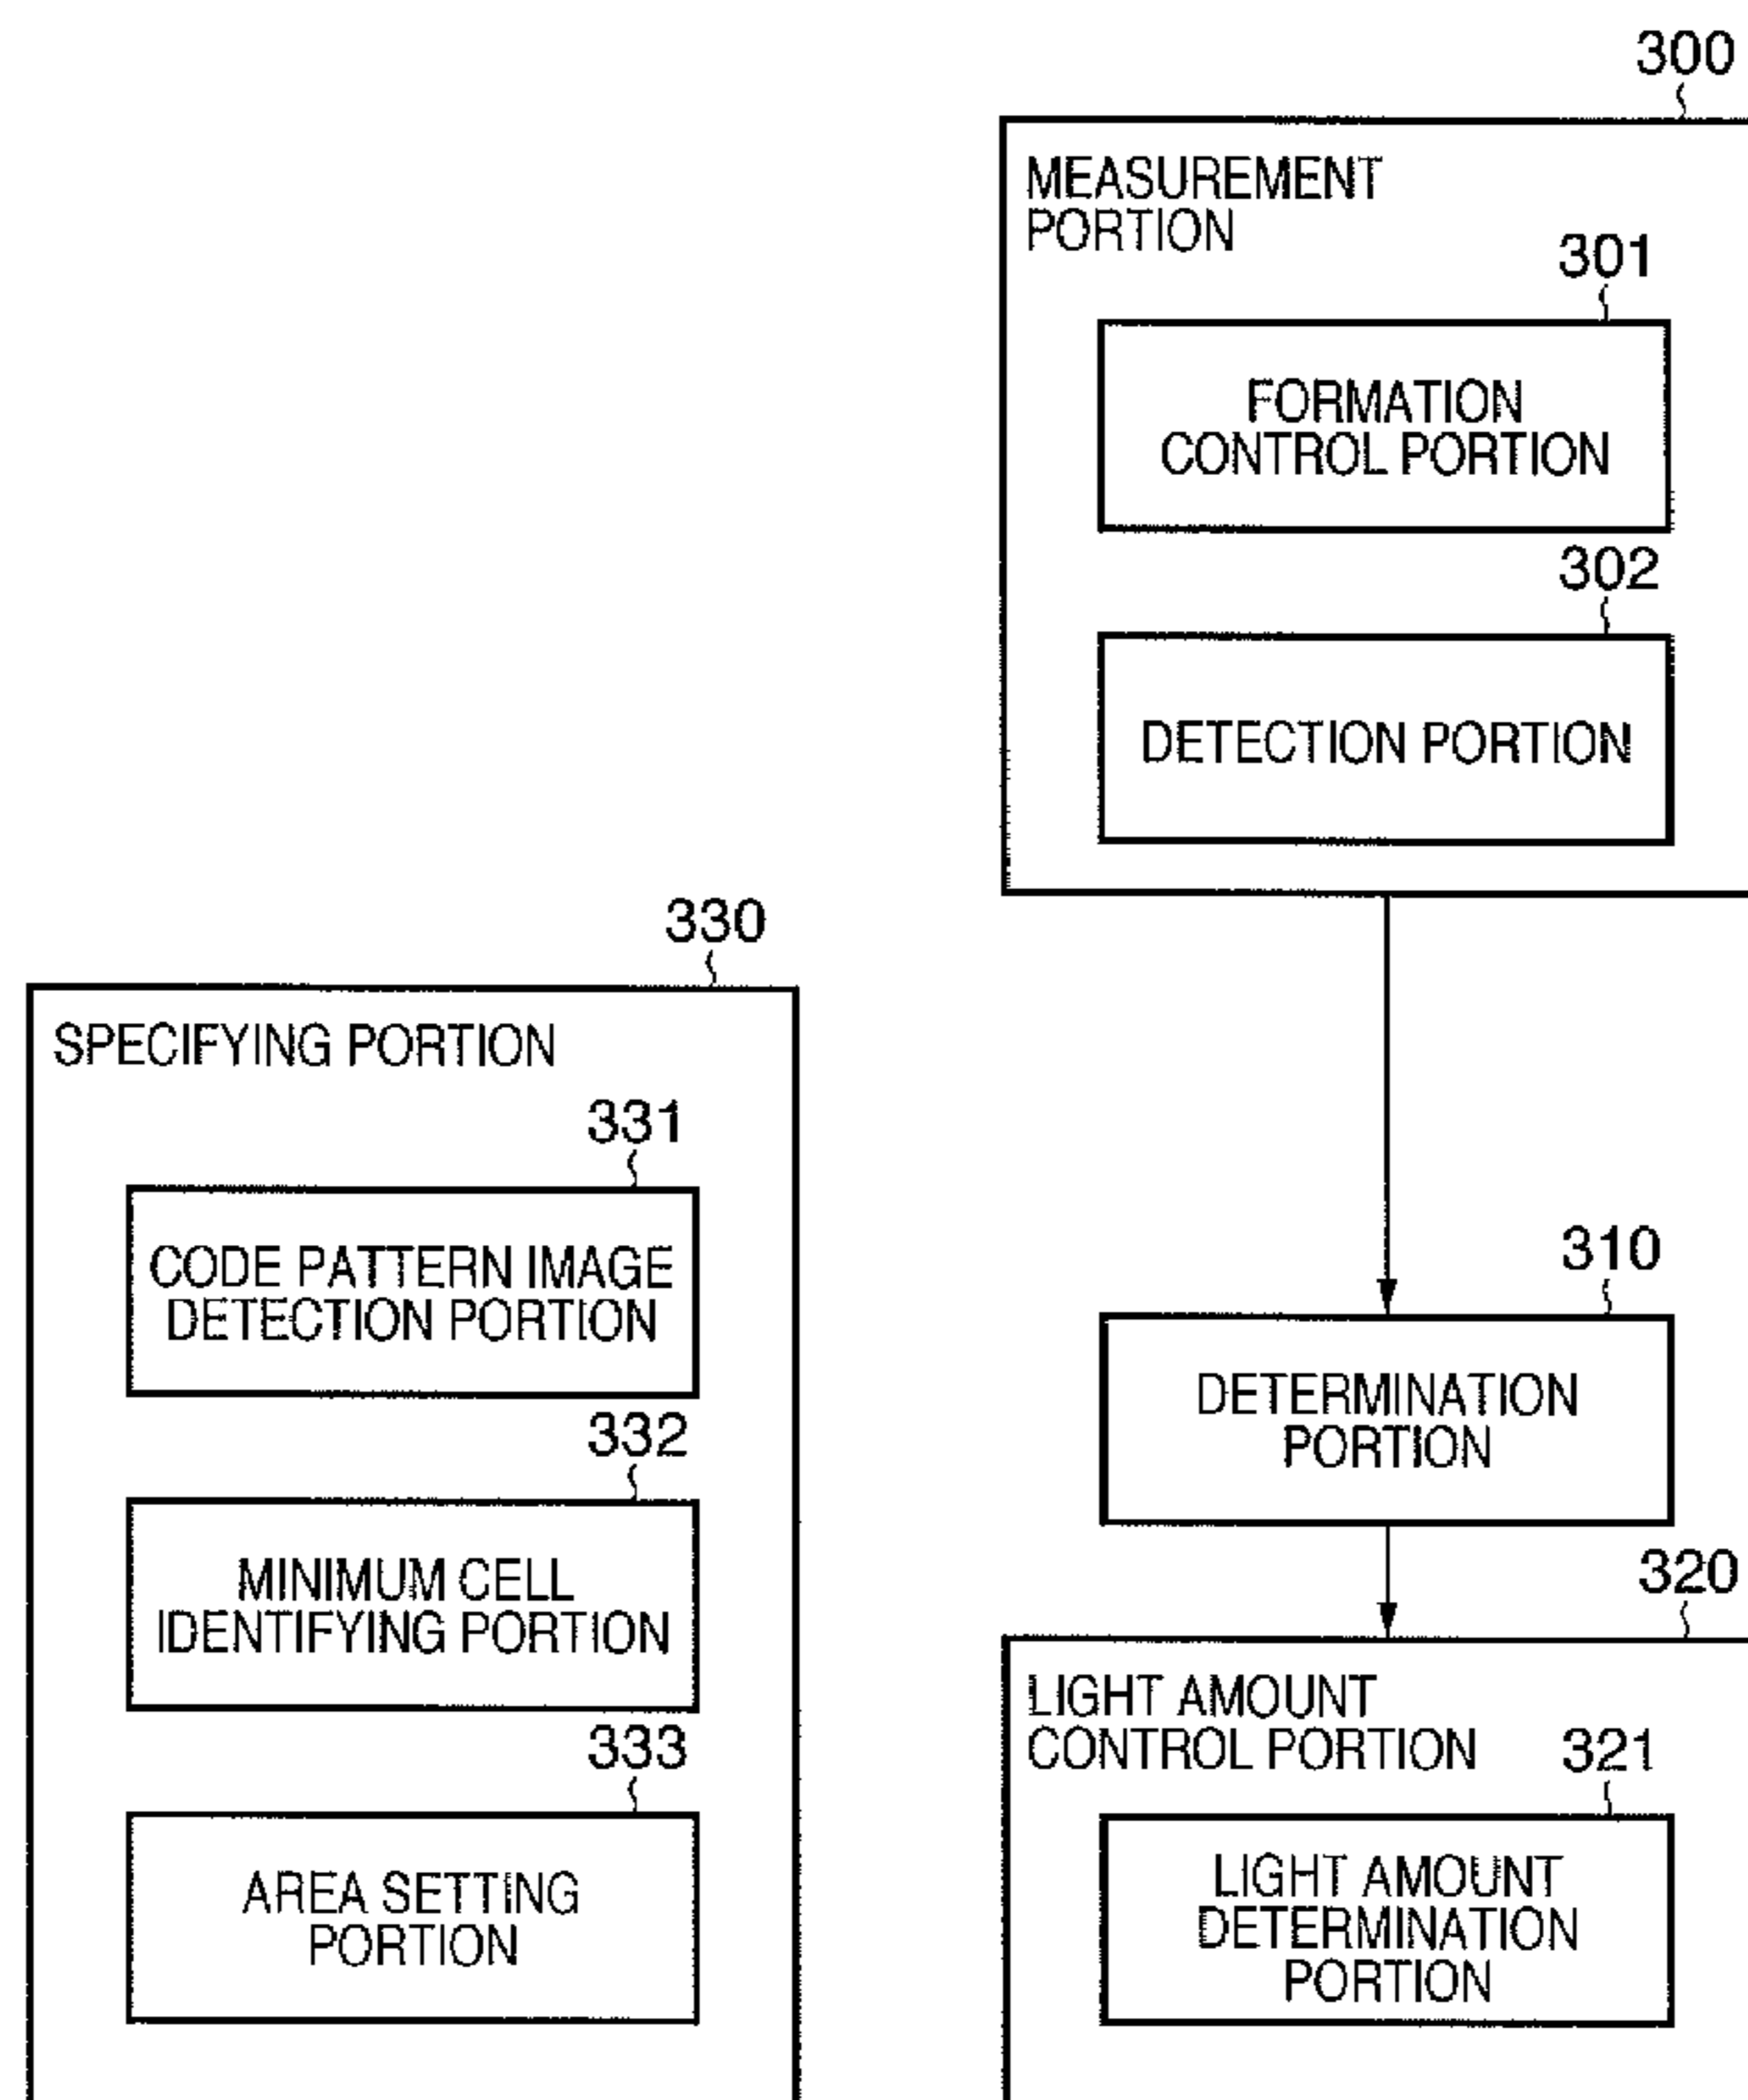 300
MEASUREMENT
PORTION
301
FORMATION
CONTROL PORTION
302
DETECTION PORTION
330
SPECIFYING PORTION
331
CODE PATTERN IMAGE
DETECTION PORTION
332
MINIMUM CELL
IDENTIFYING PORTION
333
AREA SETTING
PORTION
310
DETERMINATION
PORTION
320
LIGHT AMOUNT
CONTROL PORTION
321
LIGHT AMOUNT
DETERMINATION
PORTION